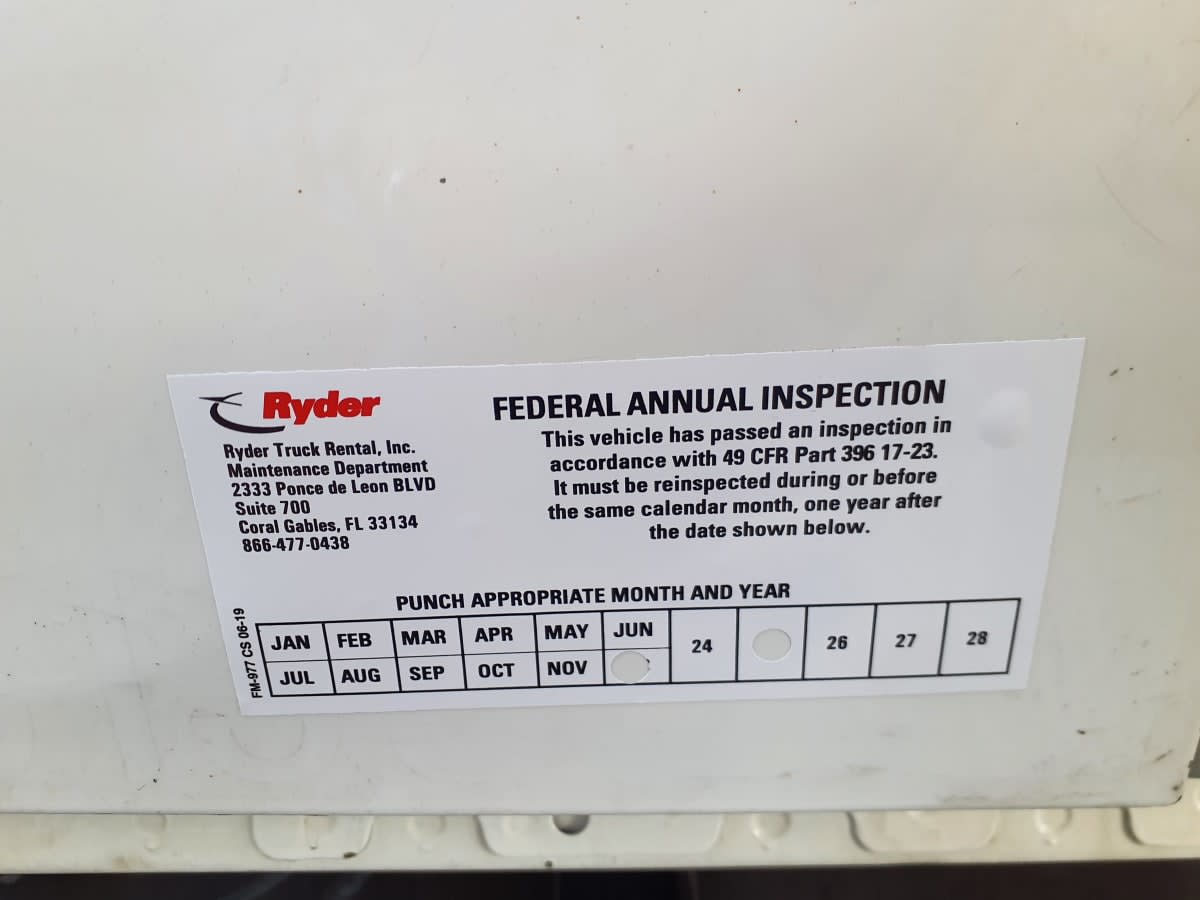 Ryder
Ryder Truck Rental, Inc.
Maintenance Department
2333 Ponce de Leon BLVD
Suite 700
Coral Gables, FL 33134
866-477-0438
FEDERAL ANNUAL INSPECTION
This vehicle has passed an inspection in
accordance with 49 CFR Part 396 17-23.
It must be reinspected during or before
the same calendar month, one year after
the date shown below.
PUNCH APPROPRIATE MONTH AND YEAR
JAN FEB MAR APR MAY JUN 24 26 27 28
JUL AUG SEP OCT NOV
FM-977 CS 06-19